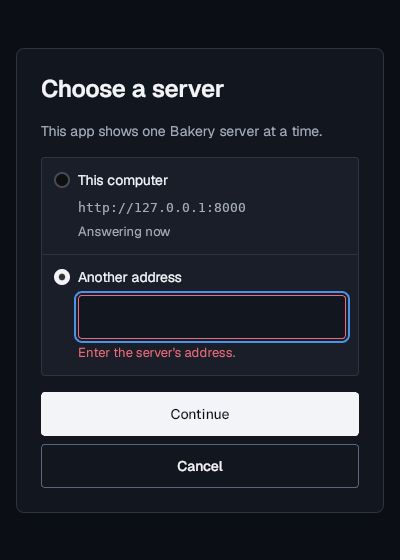 Choose a server
This app shows one Bakery server at a time.
This computer
http://127.0.0.1:8000
Answering now
Another address
Enter the server's address.
Continue
Cancel